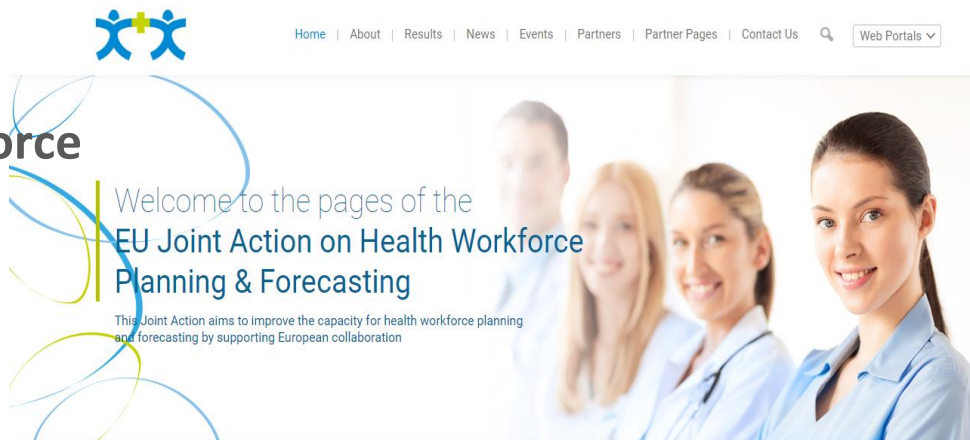 Home | About | Results | News | Events | Partners | Partner Pages | Contact Us Web Portals
orce
Welcome to the pages of the
EU Joint Action on Health Workforce
Planning & Forecasting
This Joint Action aims to improve the capacity for health workforce planning
and forecasting by supporting European collaboration